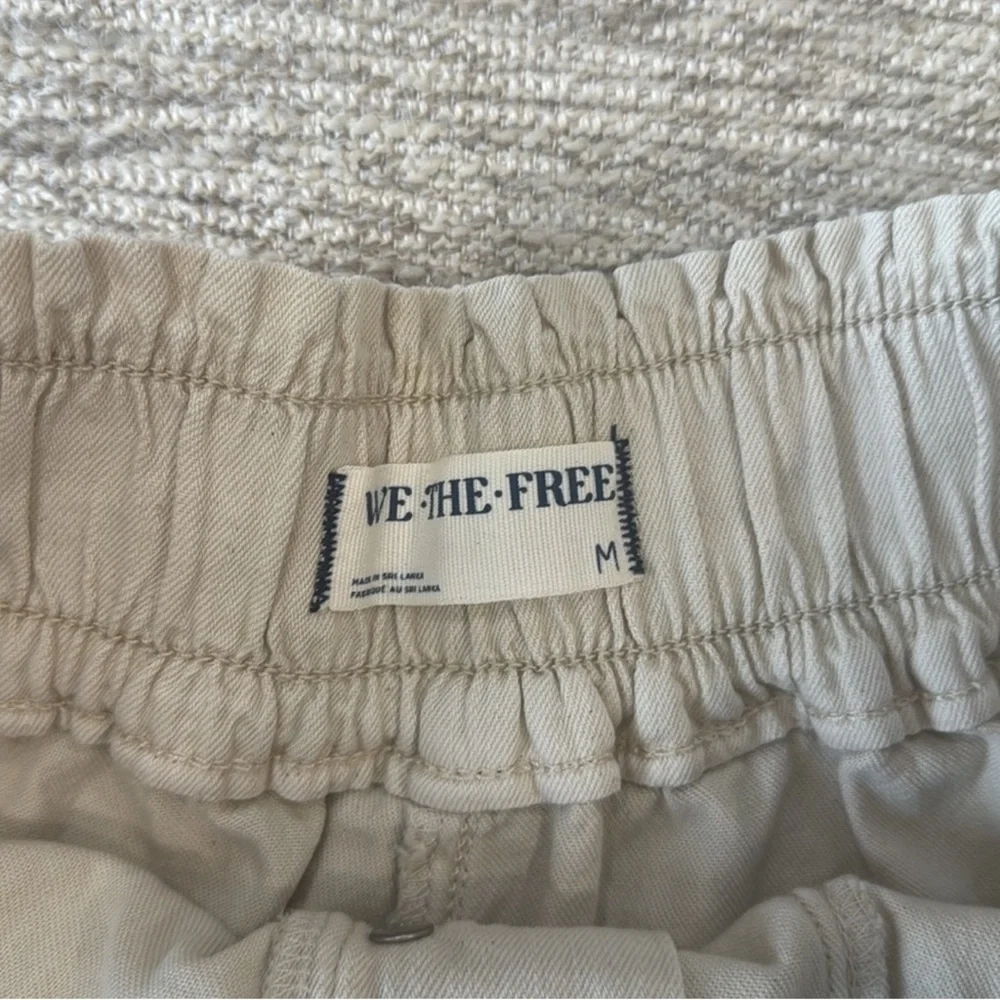 WE·THE·FREE
M
MADE IN SRI LANKA
FABRIQUÉ AU SRI LANKA